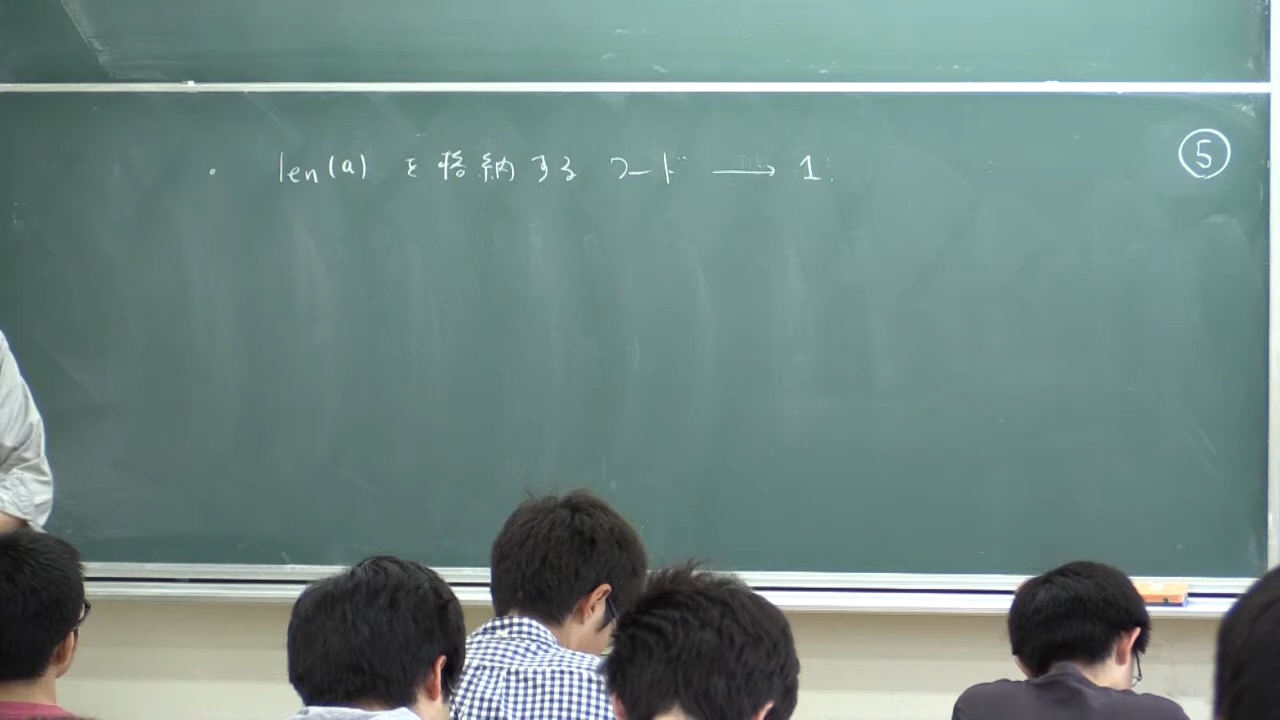 ・ len(a) を格納する ワード → 1
⑤